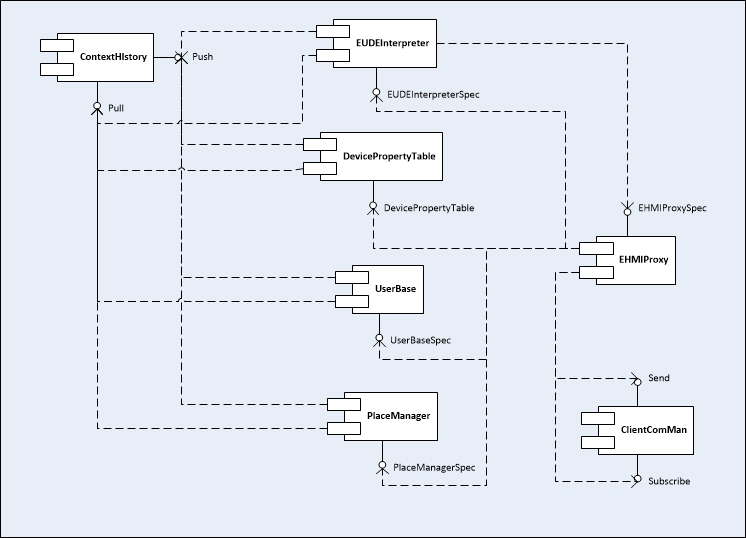 EUDEInterpreter
ContextHIstory
Push
EUDEInterpreterSpec
Pull
DevicePropertyTable
DevicePropertyTable
EHMIProxySpec
EHMIProxy
UserBase
UserBaseSpec
Send
PlaceManager
ClientComMan
PlaceManagerSpec
Subscribe